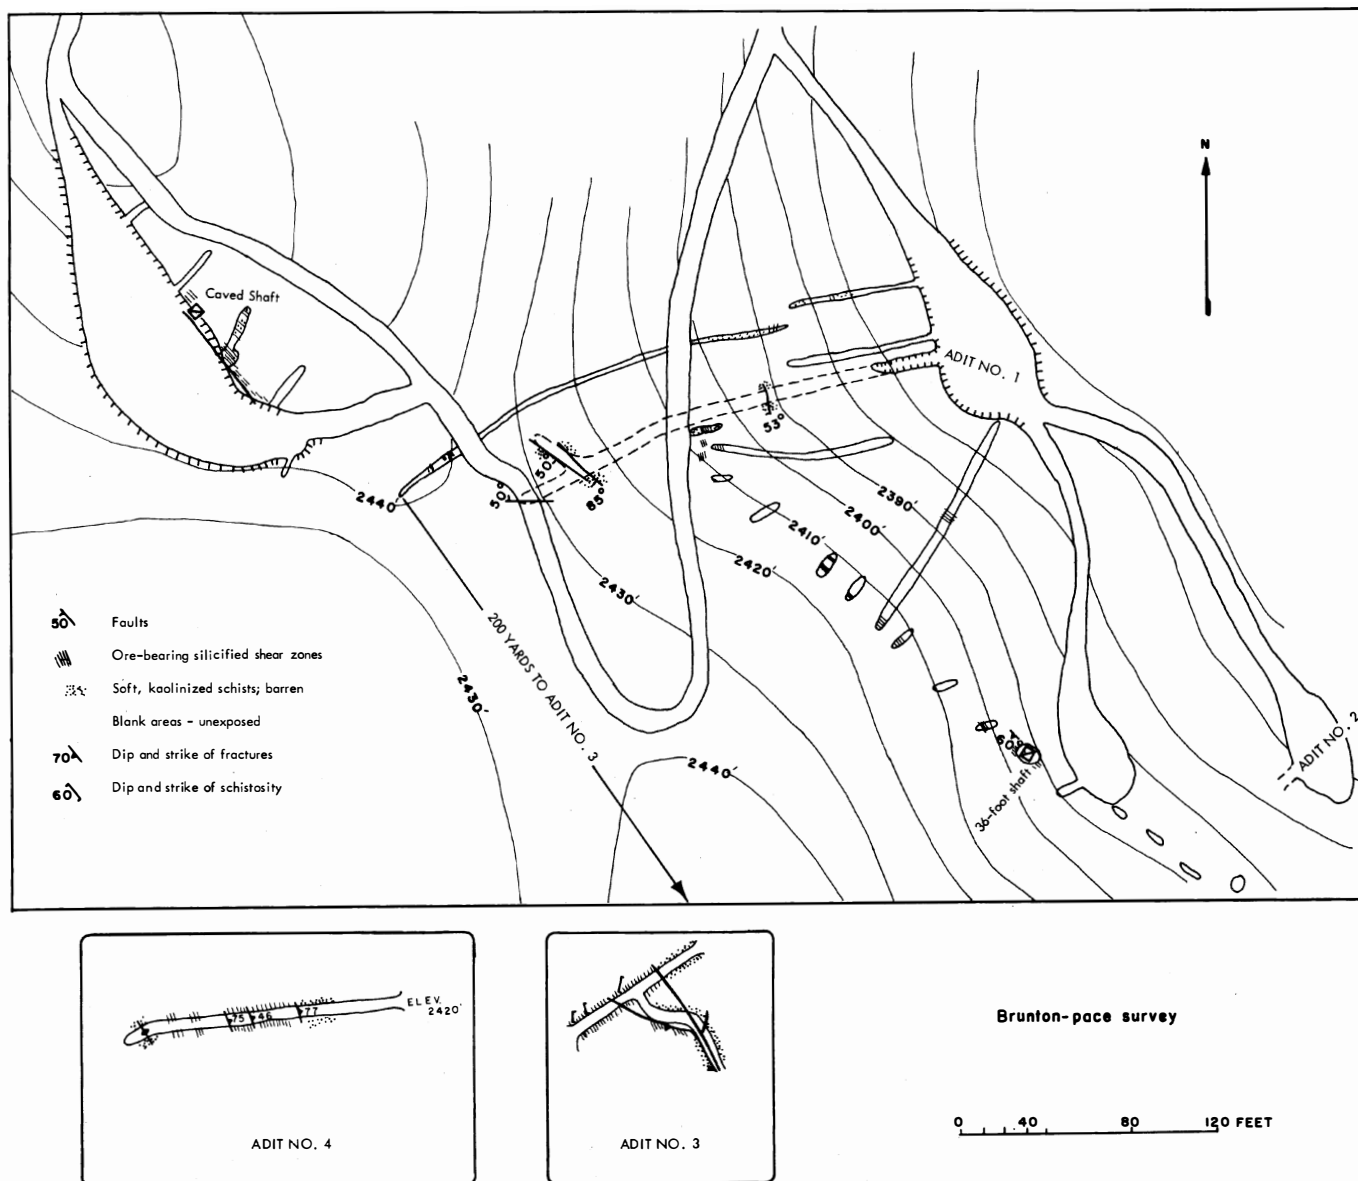 N
Caved Shaft
ADIT NO. 1
53°
50
50°
85°
2440'
2390'
2400'
2410'
2420'
2430'
200 YARDS TO ADIT NO. 3
2430'
2440'
60
36-foot shaft
ADIT NO. 2
50 Faults
Ore-bearing silicified shear zones
Soft, kaolinized schists; barren
Blank areas - unexposed
70 Dip and strike of fractures
60 Dip and strike of schistosity
75 46 77
ELEV.
2420'
ADIT NO. 4
ADIT NO. 3
Brunton-pace survey
0 40 80 120 FEET